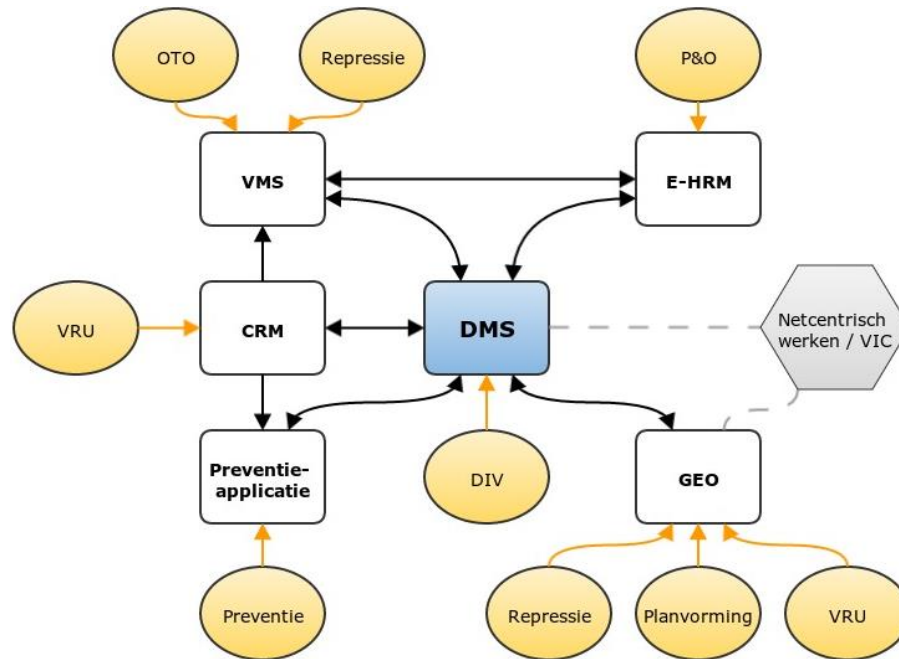 OTO
Repressie
P&O
VMS
E-HRM
VRU
CRM
DMS
Netcentrisch
werken / VIC
Preventie-
applicatie
DIV
GEO
Preventie
Repressie
Planvorming
VRU